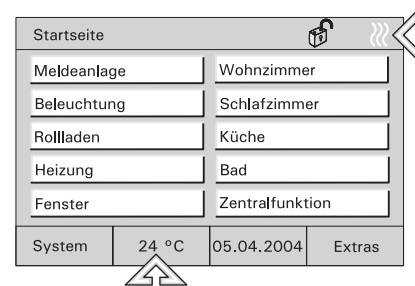 Startseite
Meldeanlage
Wohnzimmer
Beleuchtung
Schlafzimmer
Rollladen
Küche
Heizung
Bad
Fenster
Zentralfunktion
System
24 °C
05.04.2004
Extras